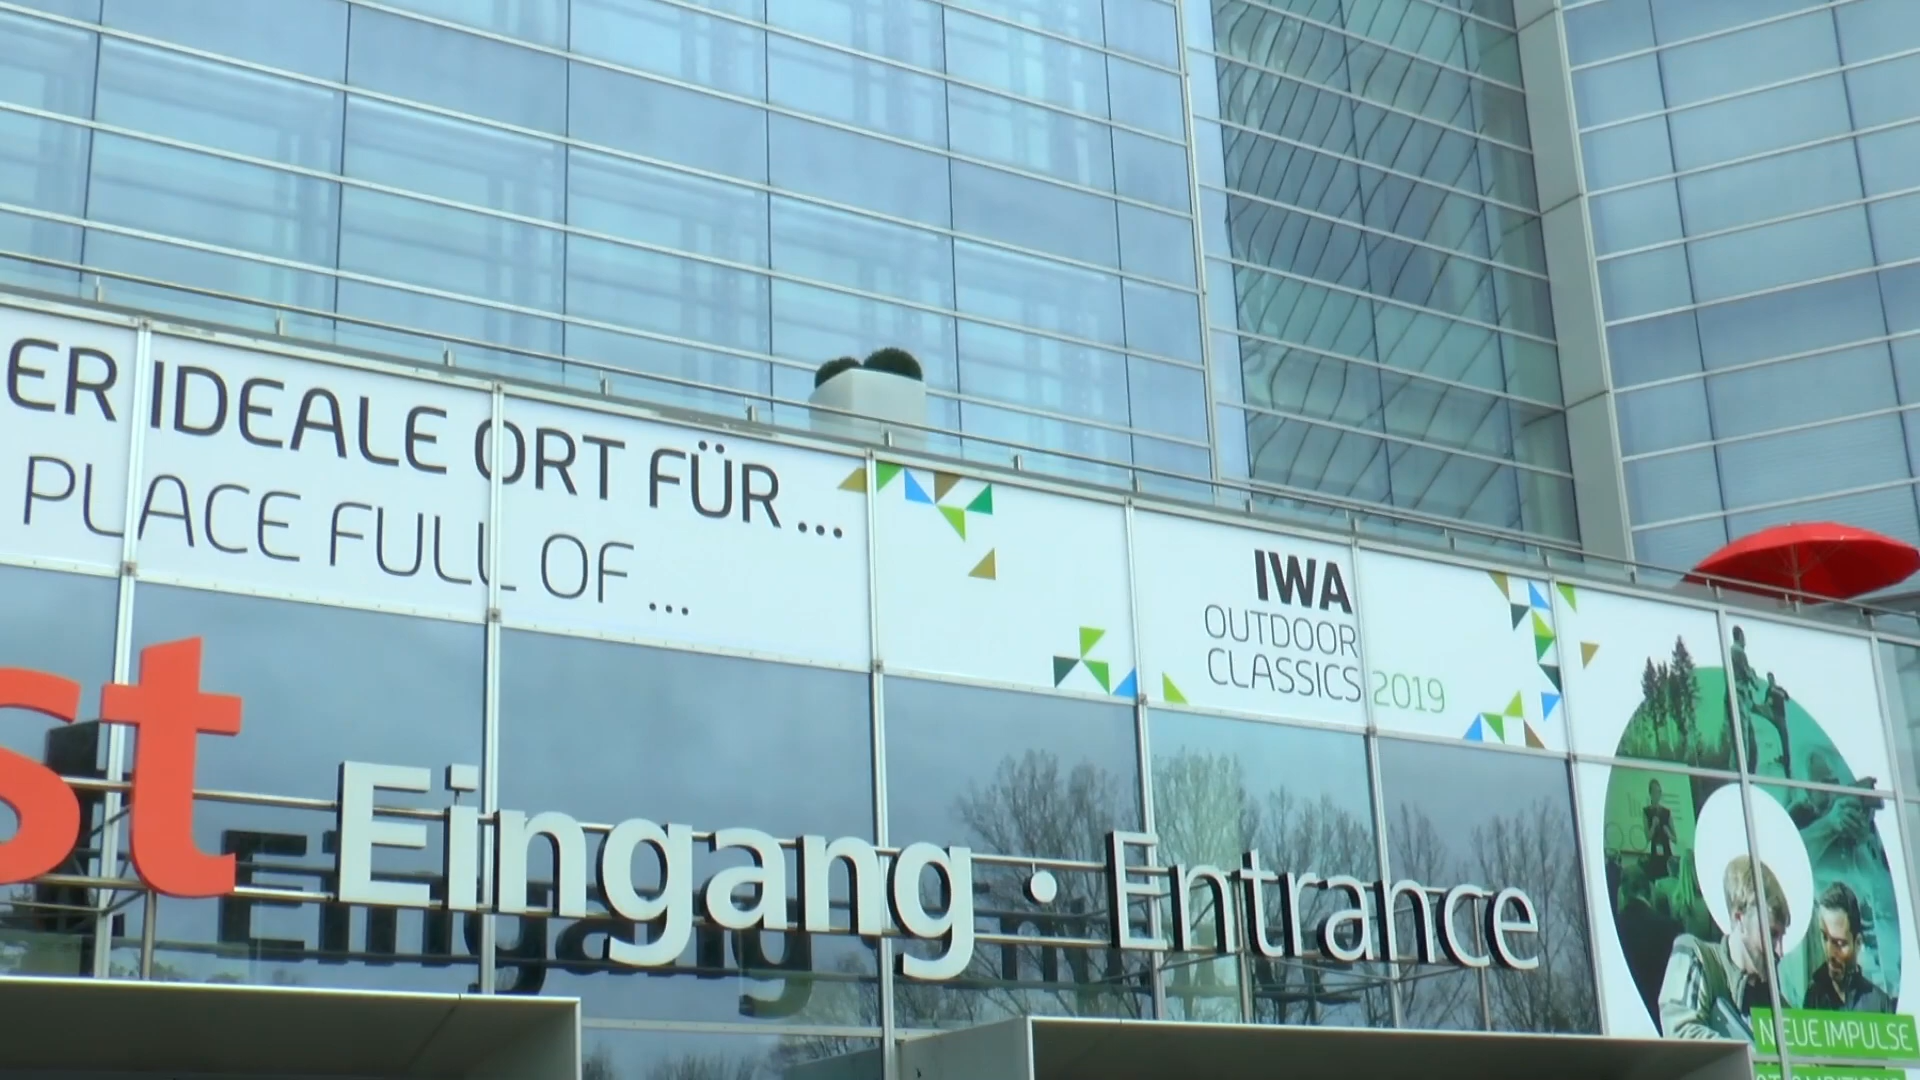 ER IDEALE ORT FÜR ...
PLACE FULL OF ...
IWA
OUTDOOR
CLASSICS 2019
st Eingang · Entrance
NEUE IMPULSE